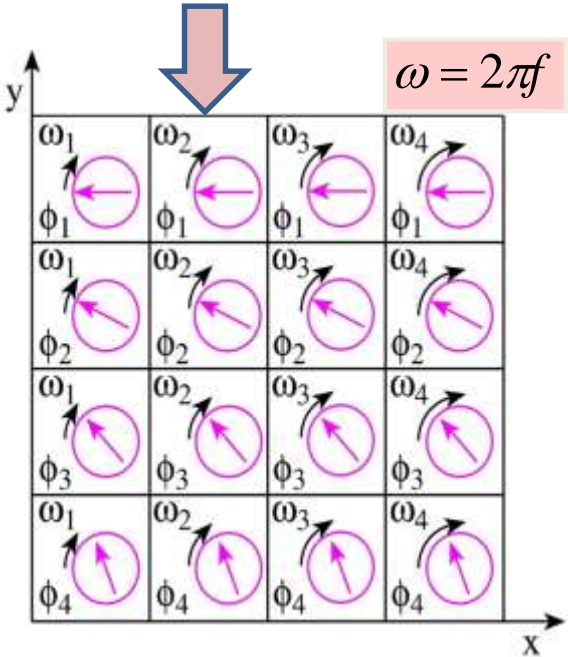 ω = 2πf
y
ω₁ ω₂ ω₃ ω₄
ϕ₁ ϕ₁ ϕ₁ ϕ₁
ω₁ ω₂ ω₃ ω₄
ϕ₂ ϕ₂ ϕ₂ ϕ₂
ω₁ ω₂ ω₃ ω₄
ϕ₃ ϕ₃ ϕ₃ ϕ₃
ω₁ ω₂ ω₃ ω₄
ϕ₄ ϕ₄ ϕ₄ ϕ₄
x